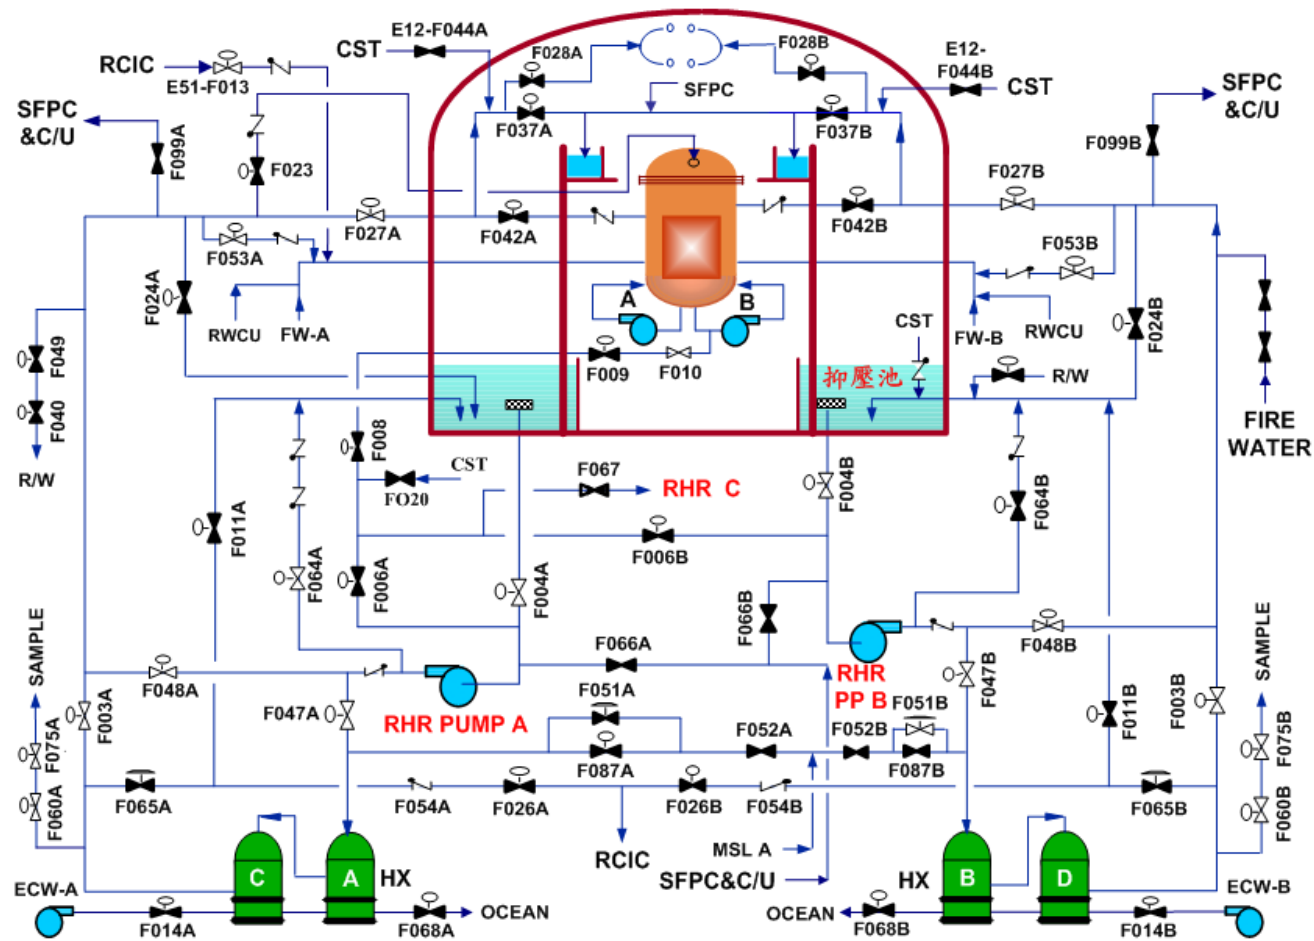 E12-F044A
CST
F028A
F028B
E12-
F044B
CST
RCIC
E51-F013
SFPC
SFPC
&C/U
F037A
F037B
SFPC
&C/U
F099A
F023
F099B
F027B
F027A
F042A
F042B
F053A
F053B
F024A
RWCU
FW-A
A
B
CST
FW-B
RWCU
F024B
F049
F009
F010
抑壓池
R/W
F040
FIRE
WATER
R/W
F008
CST
FO20
F067
RHR C
F004B
F064B
F011A
F064A
F006A
F006B
F004A
F066B
SAMPLE
F066A
F048B
SAMPLE
F048A
F003A
F047A
RHR PUMP A
F051A
RHR
PP B
F047B
F051B
F011B
F003B
F075A
F052A
F052B
F075B
F087A
F087B
F065A
F054A
F026A
F026B
F054B
F065B
F060A
F060B
RCIC
MSL A
SFPC&C/U
C
A
HX
HX
B
D
ECW-A
ECW-B
OCEAN
OCEAN
F014A
F068A
F068B
F014B